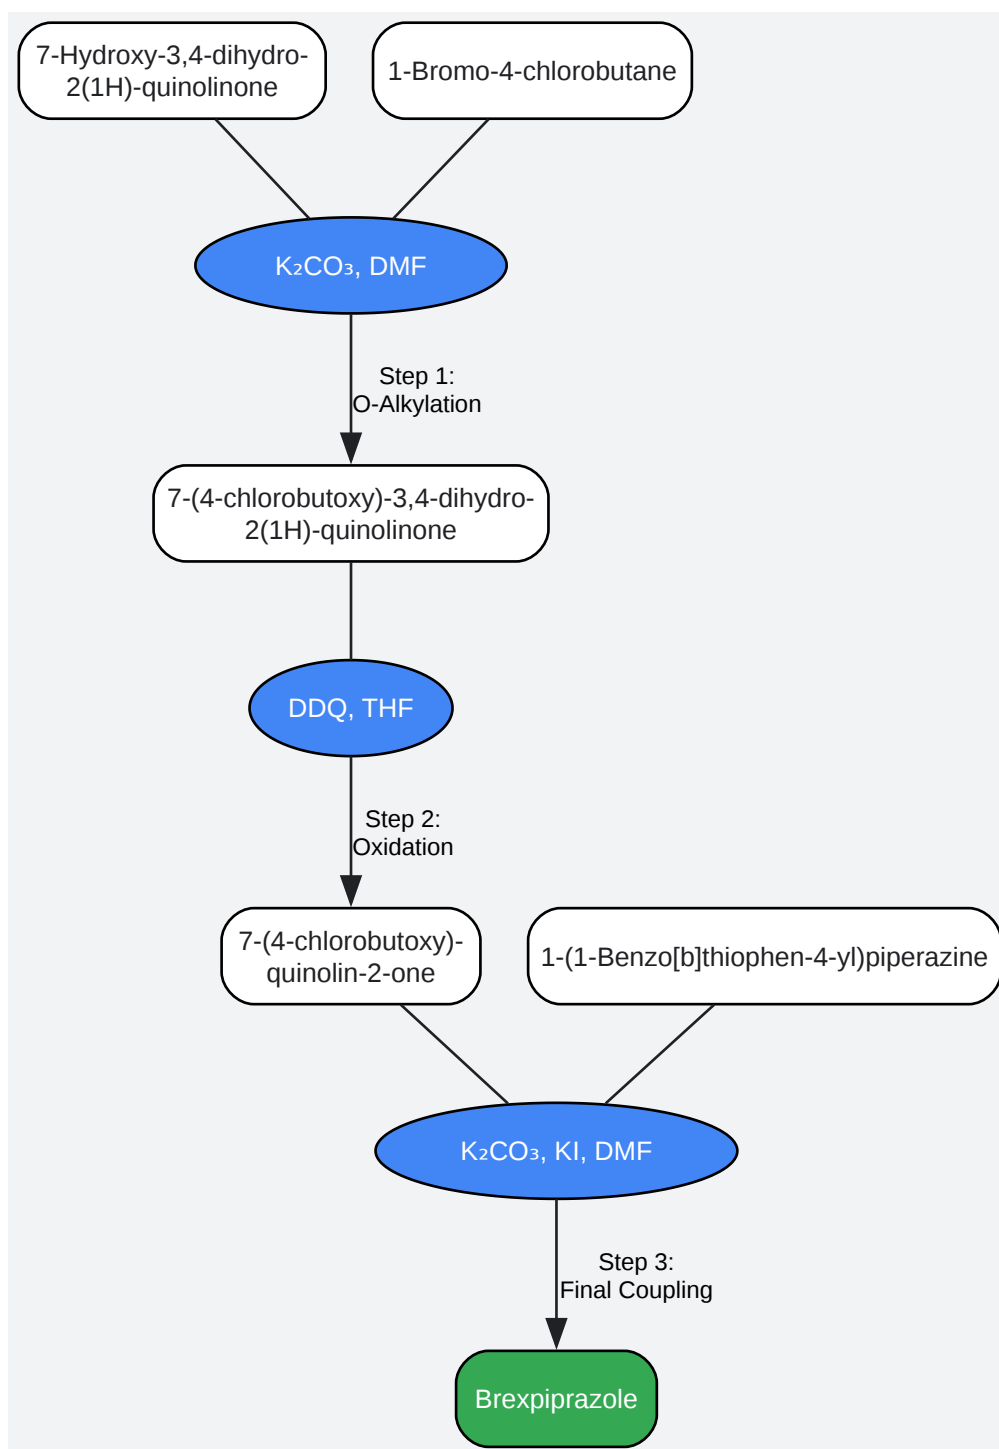 7-Hydroxy-3,4-dihydro-
2(1H)-quinolinone
1-Bromo-4-chlorobutane
K₂CO₃, DMF
Step 1:
O-Alkylation
7-(4-chlorobutoxy)-3,4-dihydro-
2(1H)-quinolinone
DDQ, THF
Step 2:
Oxidation
7-(4-chlorobutoxy)-
quinolin-2-one
1-(1-Benzo[b]thiophen-4-yl)piperazine
K₂CO₃, KI, DMF
Step 3:
Final Coupling
Brexpiprazole